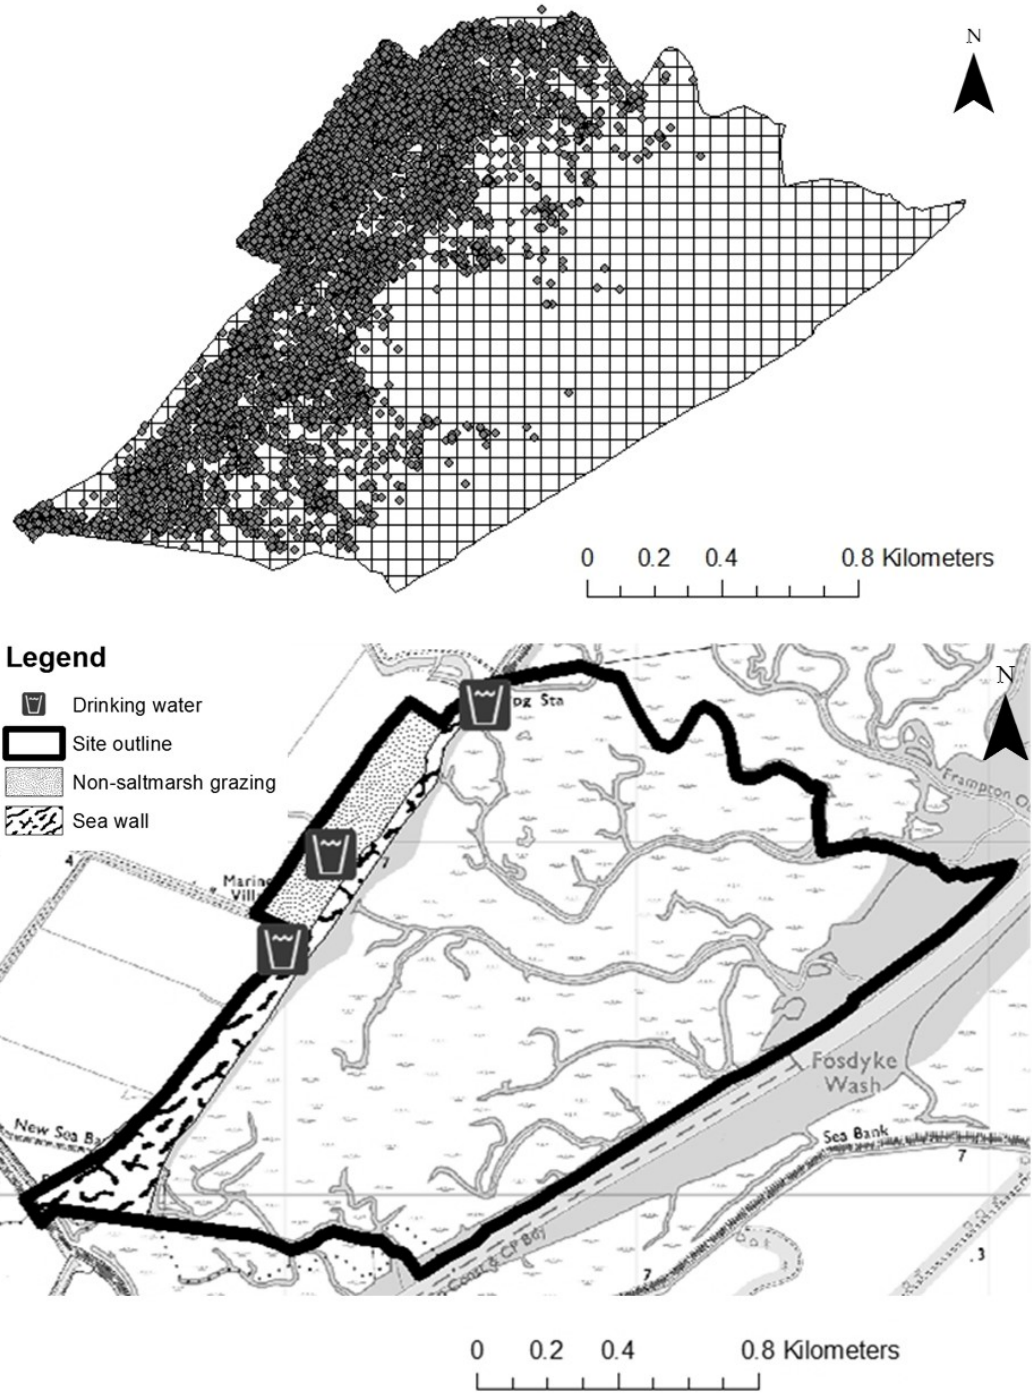 N
0 0.2 0.4 0.8 Kilometers
Legend
Drinking water
Site outline
Non-saltmarsh grazing
Sea wall
N
Sta
Frampton
4
7
Fosdyke
Wash
New Sea
Sea Bank
7
7
.3
0 0.2 0.4 0.8 Kilometers